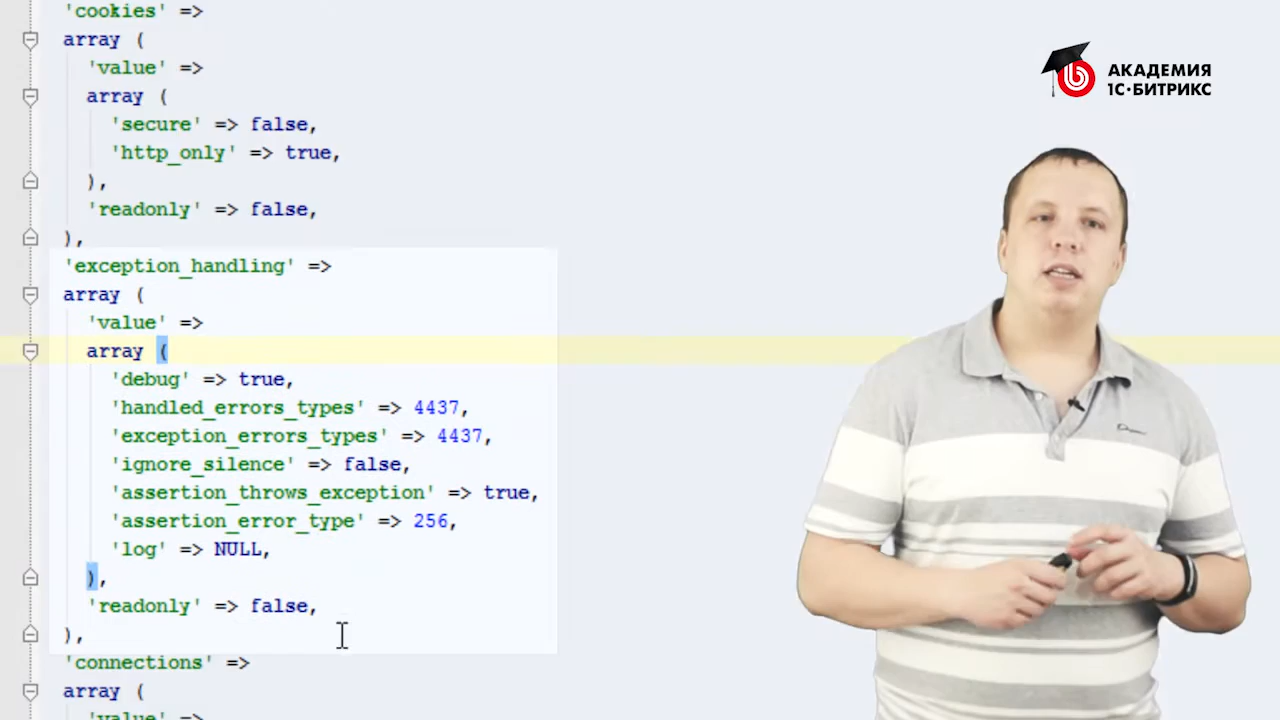 'cookies' =>
array (
'value' =>
array (
'secure' => false,
'http_only' => true,
),
'readonly' => false,
),
'exception_handling' =>
array (
'value' =>
array (
'debug' => true,
'handled_errors_types' => 4437,
'exception_errors_types' => 4437,
'ignore_silence' => false,
'assertion_throws_exception' => true,
'assertion_error_type' => 256,
'log' => NULL,
),
'readonly' => false,
),
'connections' =>
array (
'value' =>
АКАДЕМИЯ
1С•БИТРИКС